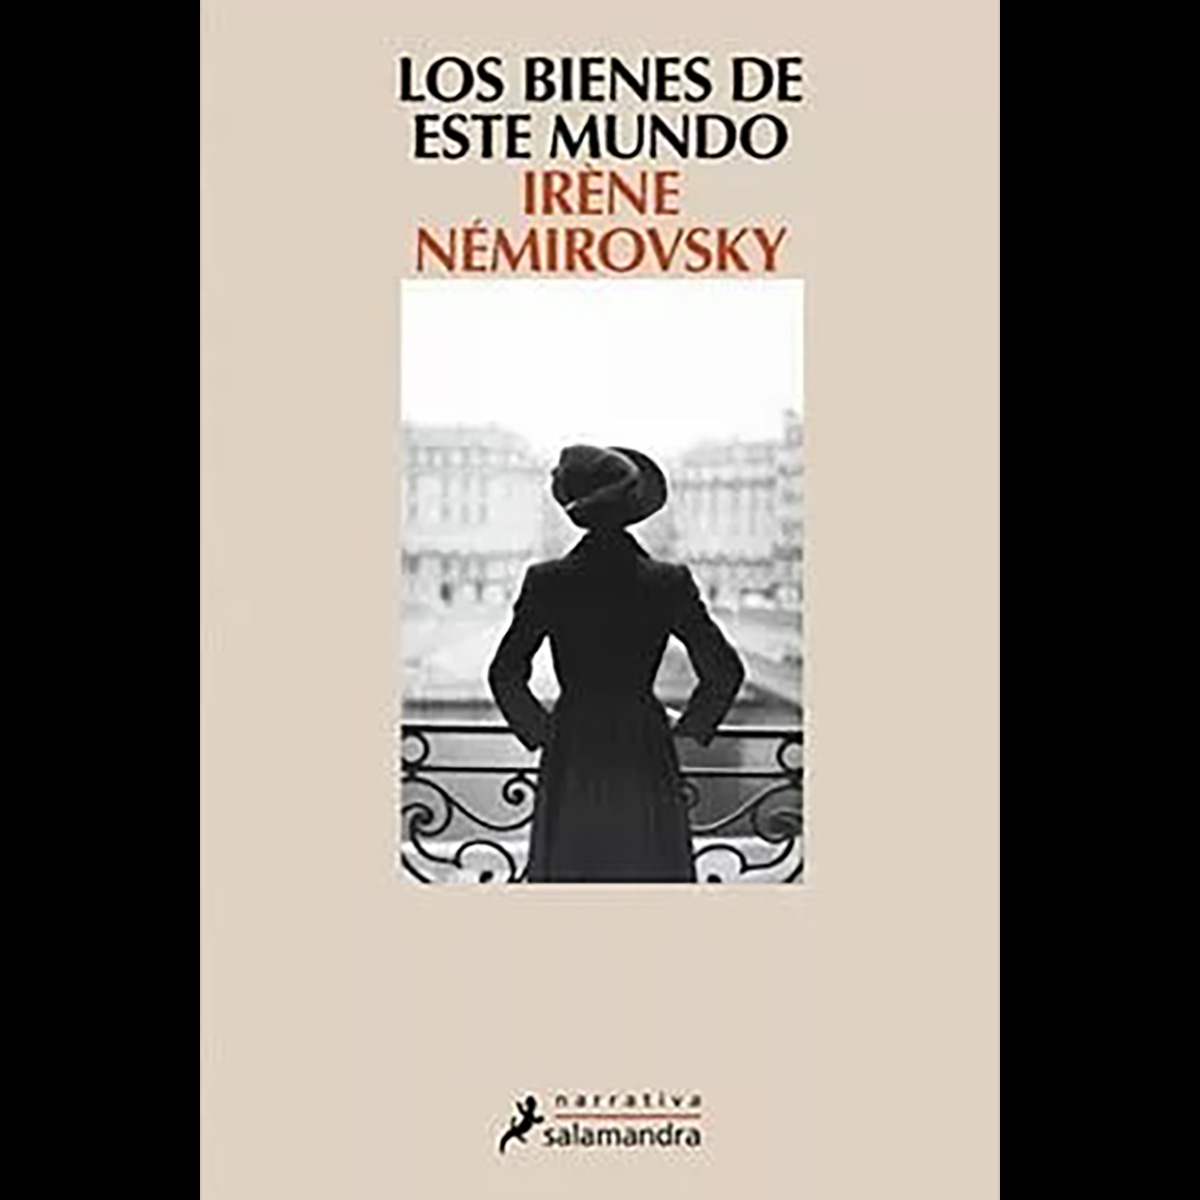 LOS BIENES DE
ESTE MUNDO
IRÈNE
NÉMIROVSKY
narrativa
salamandra